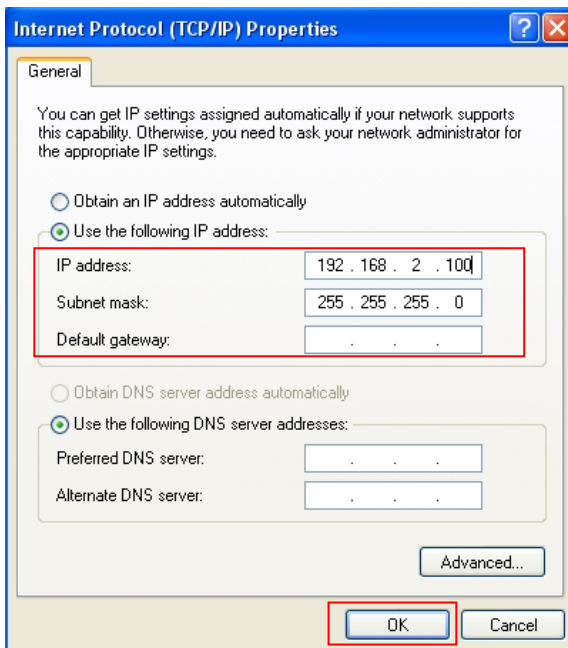 Internet Protocol (TCP/IP) Properties
General
You can get IP settings assigned automatically if your network supports
this capability. Otherwise, you need to ask your network administrator for
the appropriate IP settings.
Obtain an IP address automatically
Use the following IP address:
IP address: 192 . 168 . 2 . 100
Subnet mask: 255 . 255 . 255 . 0
Default gateway: . . .
Obtain DNS server address automatically
Use the following DNS server addresses:
Preferred DNS server: . . .
Alternate DNS server: . . .
Advanced...
OK Cancel